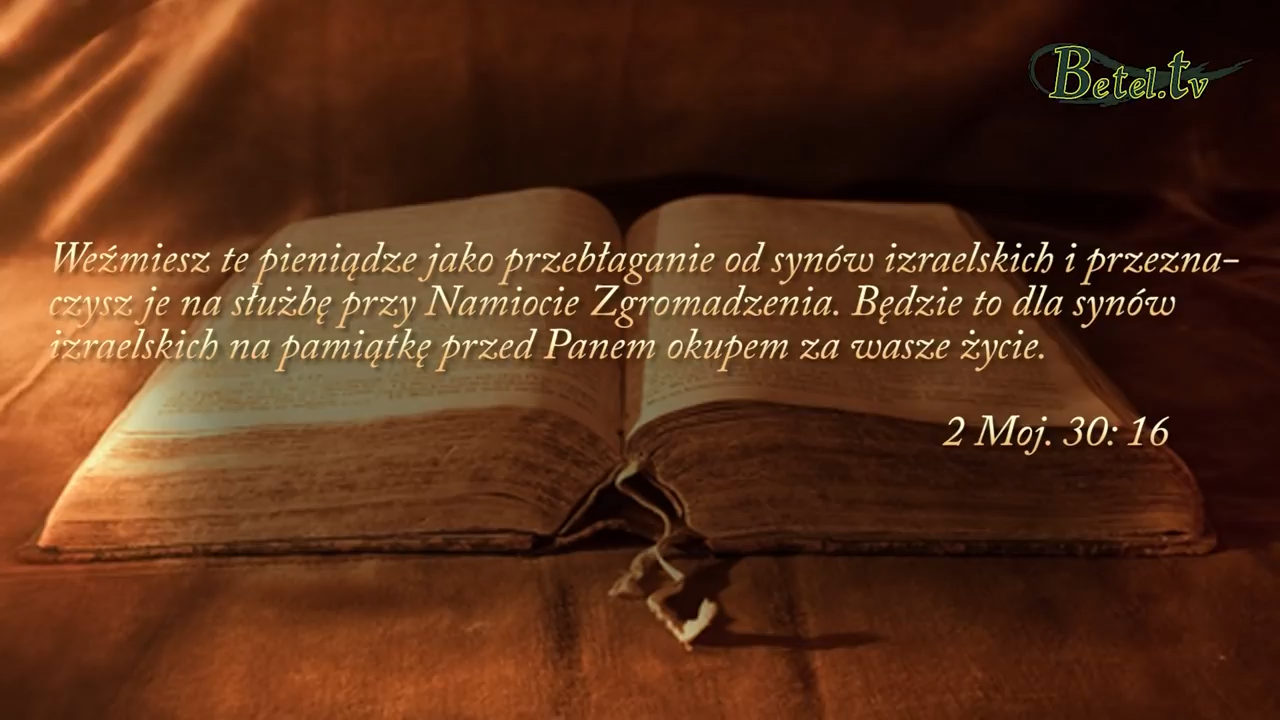 Betel.tv
Weźmiesz te pieniądze jako przebłaganie od synów izraelskich i przezna-
czysz je na służbę przy Namiocie Zgromadzenia. Będzie to dla synów
izraelskich na pamiątkę przed Panem okupem za wasze życie.
2 Moj. 30: 16